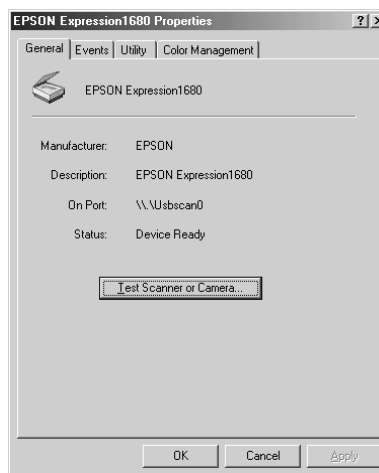 EPSON Expression1680 Properties
General Events Utility Color Management
EPSON Expression1680
Manufacturer: EPSON
Description: EPSON Expression1680
On Port: \\.\Usbscan0
Status: Device Ready
Test Scanner or Camera...
OK Cancel Apply